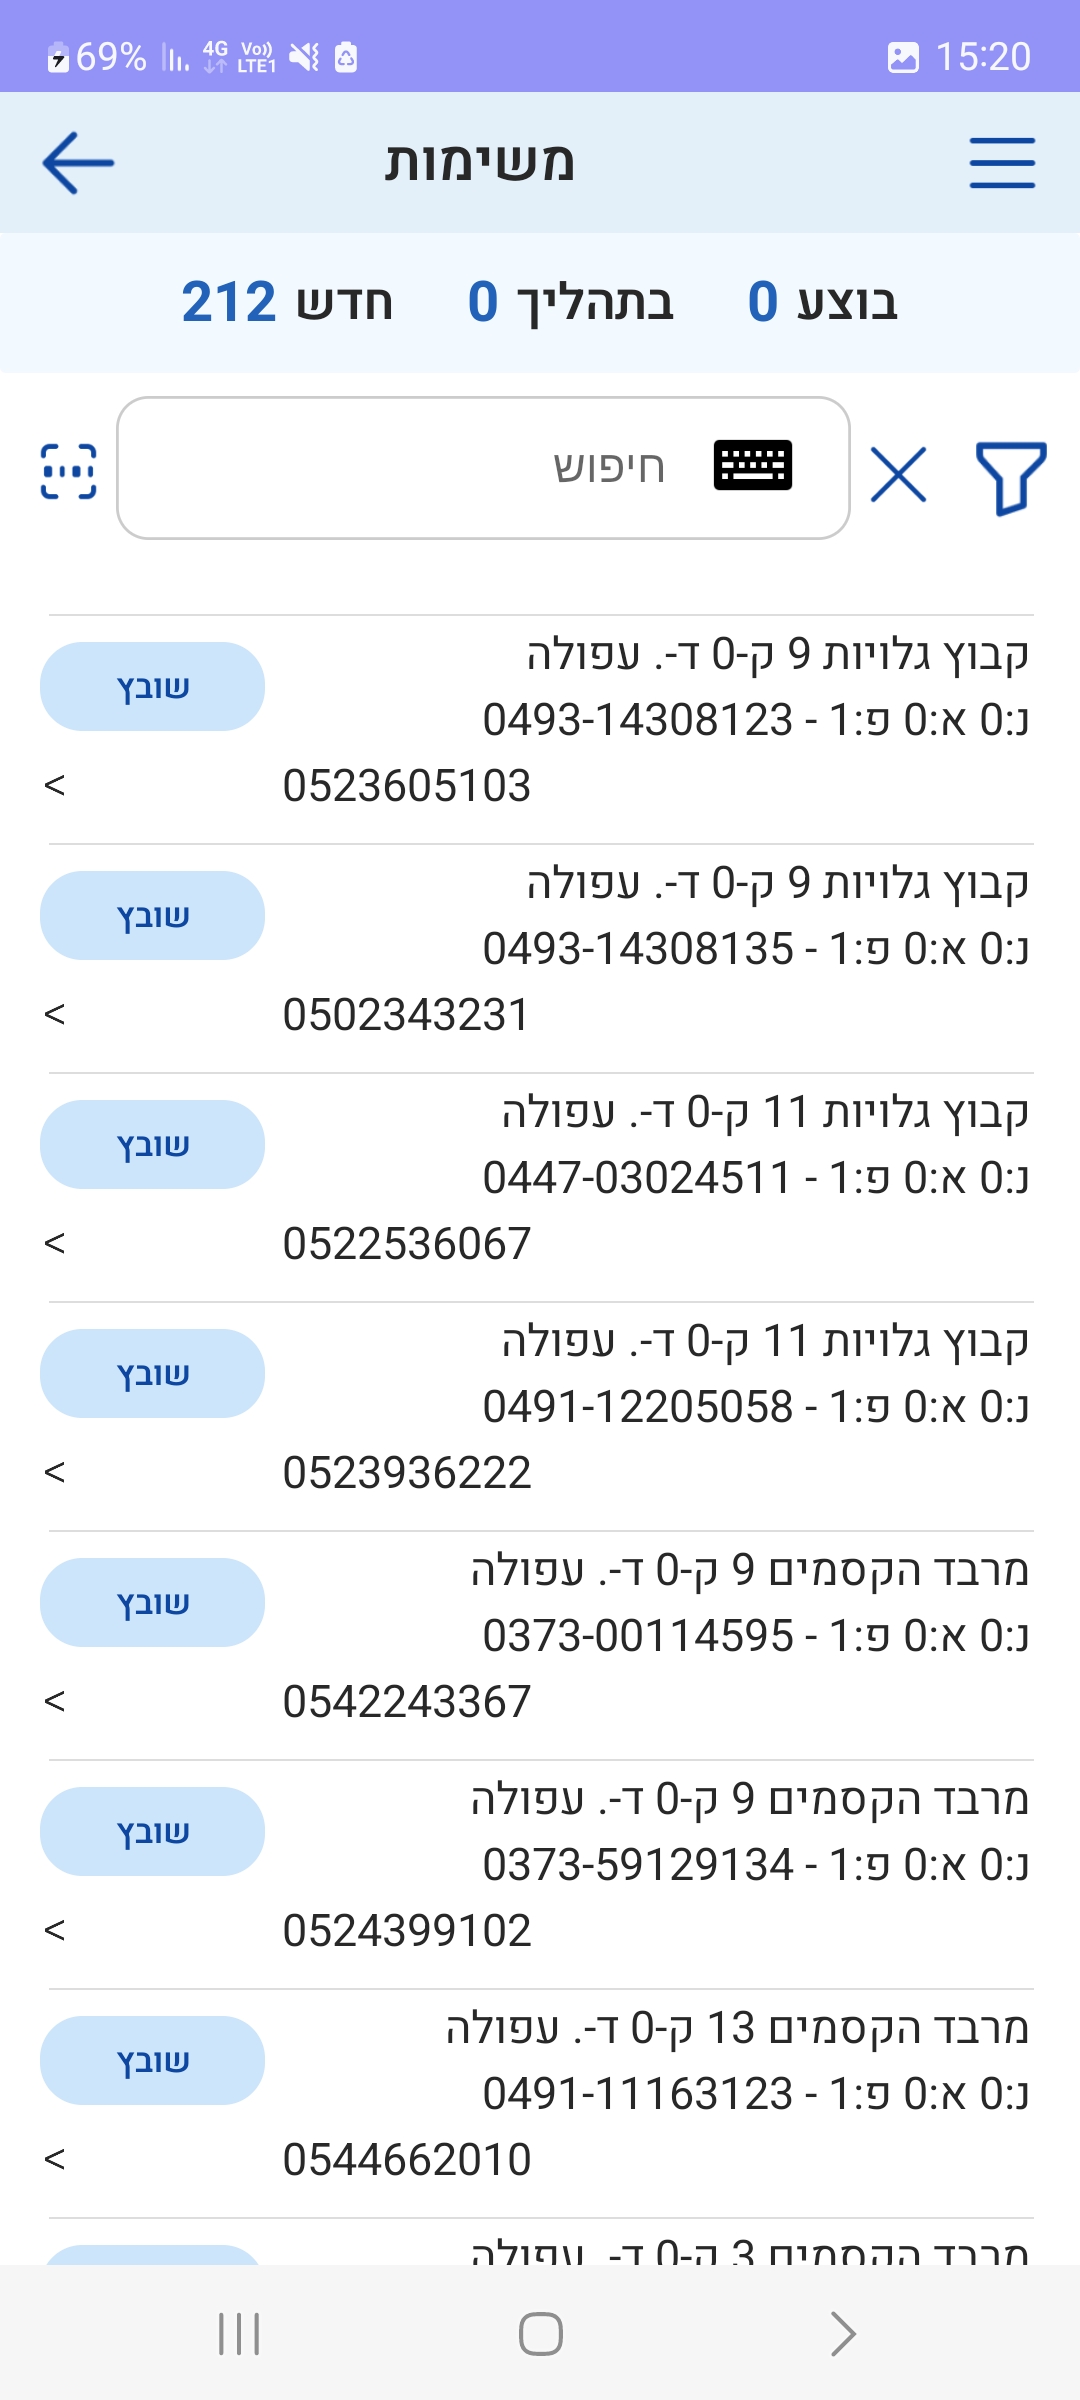 69% 4G Vo)) LTE1 15:20
משימות
בוצע 0 בתהליך 0 חדש 212
חיפוש
קבוץ גלויות 9 ק-0 ד-. עפולה
שובץ
נ:0 א:0 פ:1 - 0493-14308123
0523605103
<
קבוץ גלויות 9 ק-0 ד-. עפולה
שובץ
נ:0 א:0 פ:1 - 0493-14308135
0502343231
<
קבוץ גלויות 11 ק-0 ד-. עפולה
שובץ
נ:0 א:0 פ:1 - 0447-03024511
0522536067
<
קבוץ גלויות 11 ק-0 ד-. עפולה
שובץ
נ:0 א:0 פ:1 - 0491-12205058
0523936222
<
מרבד הקסמים 9 ק-0 ד-. עפולה
שובץ
נ:0 א:0 פ:1 - 0373-00114595
0542243367
<
מרבד הקסמים 9 ק-0 ד-. עפולה
שובץ
נ:0 א:0 פ:1 - 0373-59129134
0524399102
<
מרבד הקסמים 13 ק-0 ד-. עפולה
שובץ
נ:0 א:0 פ:1 - 0491-11163123
0544662010
<
מרבד הקסמים 3 ק-0 ד-. עפולה